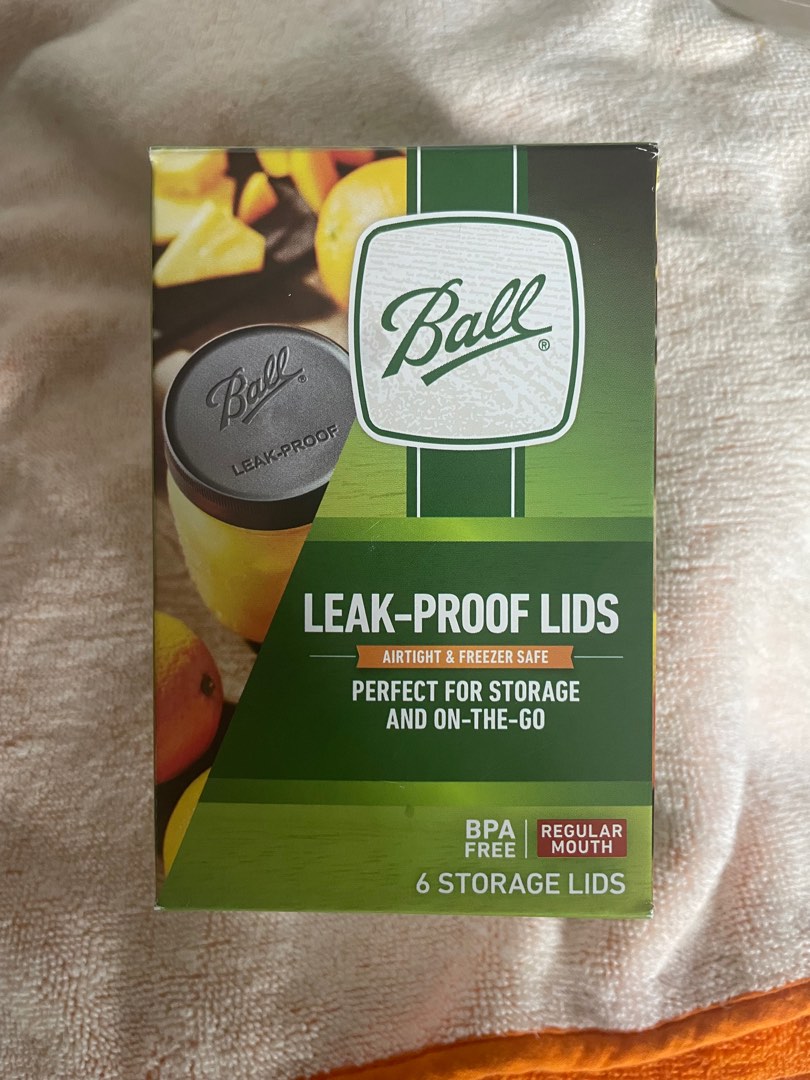 Ball®
Ball®
LEAK-PROOF
LEAK-PROOF LIDS
AIRTIGHT & FREEZER SAFE
PERFECT FOR STORAGE
AND ON-THE-GO
BPA
FREE
REGULAR
MOUTH
6 STORAGE LIDS